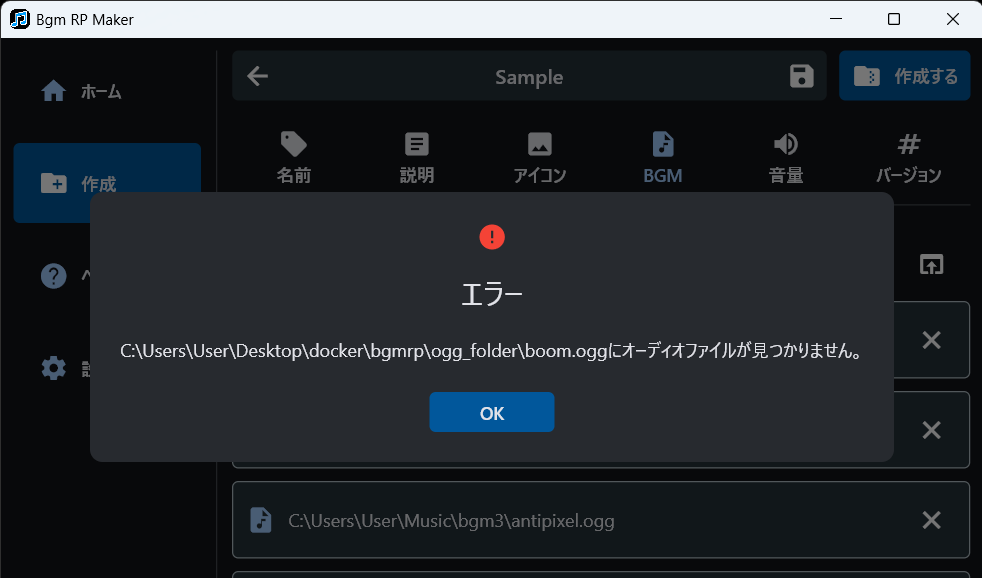 Bgm RP Maker
ホーム
Sample
作成する
名前
説明
アイコン
BGM
音量
バージョン
作成
エラー
C:\Users\User\Desktop\docker\bgmrp\ogg_folder\boom.oggにオーディオファイルが見つかりません。
OK
C:\Users\User\Music\bgm3\antipixel.ogg